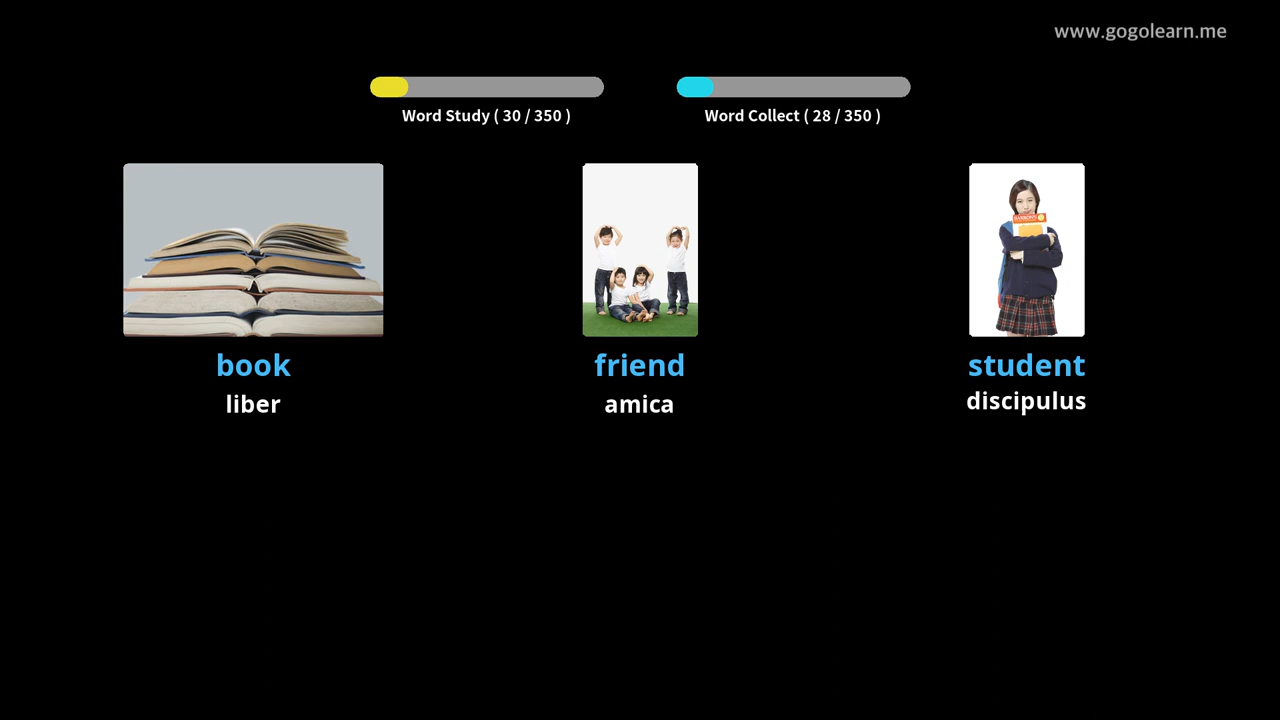 www.gogolearn.me
Word Study ( 30 / 350 )
Word Collect ( 28 / 350 )
book
friend
student
liber
amica
discipulus